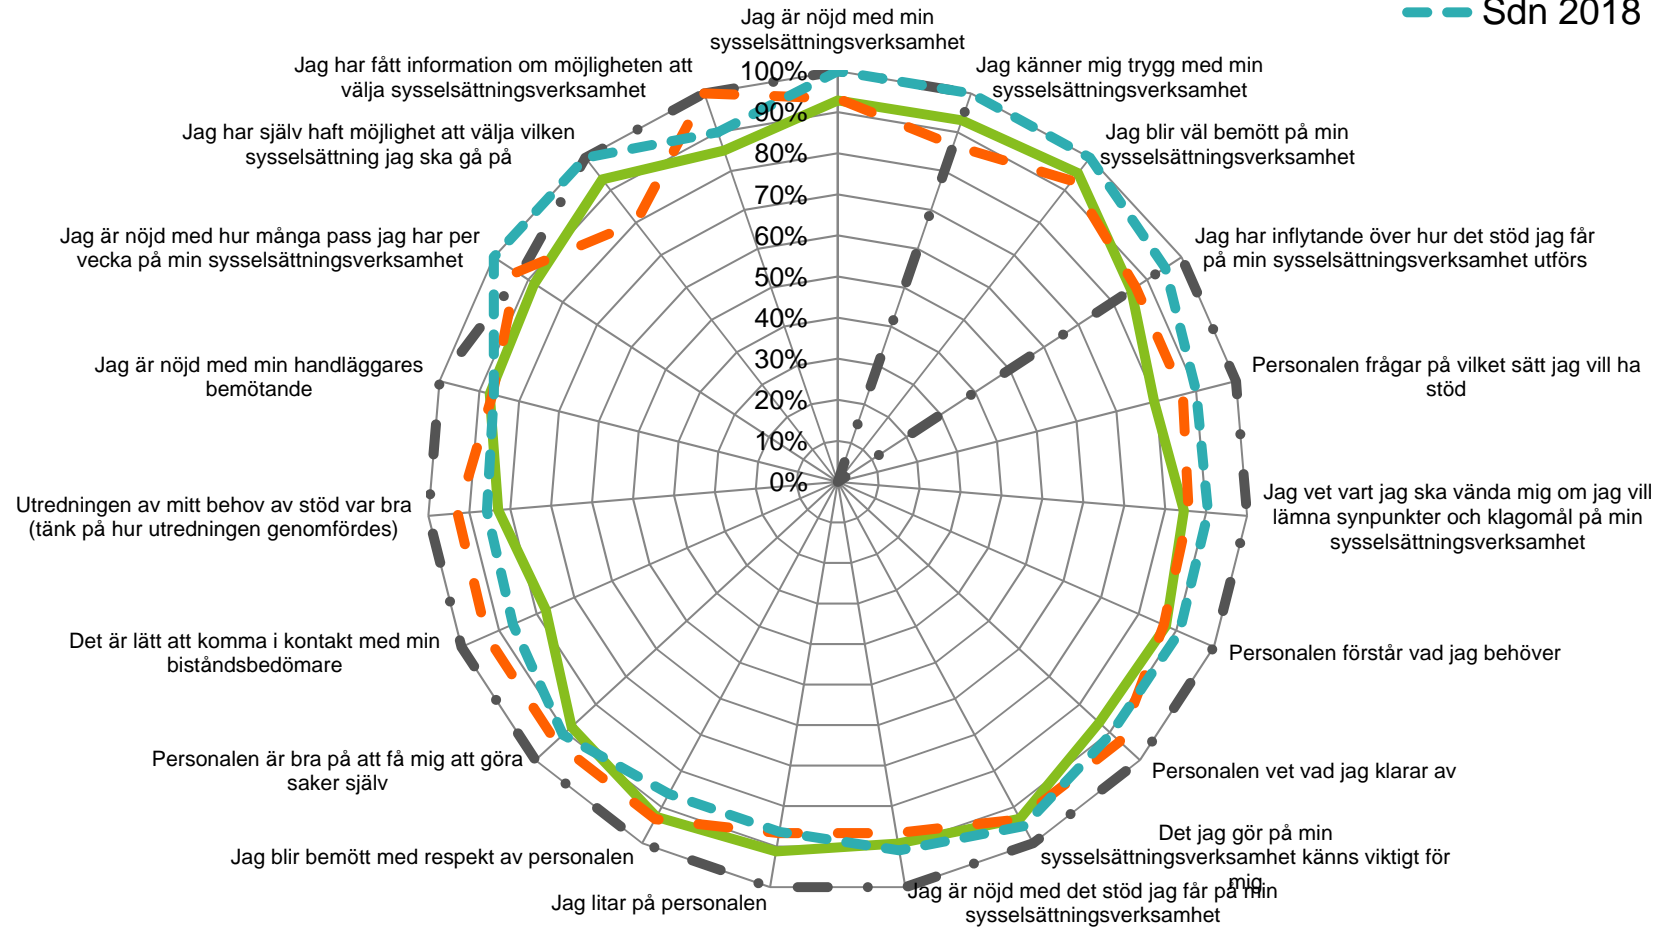 Sdn 2018
Jag är nöjd med min
sysselsättningsverksamhet
Jag känner mig trygg med min
sysselsättningsverksamhet
Jag blir väl bemött på min
sysselsättningsverksamhet
Jag har inflytande över hur det stöd jag får
på min sysselsättningsverksamhet utförs
Personalen frågar på vilket sätt jag vill ha
stöd
Jag vet vart jag ska vända mig om jag vill
lämna synpunkter och klagomål på min
sysselsättningsverksamhet
Personalen förstår vad jag behöver
Personalen vet vad jag klarar av
Det jag gör på min
sysselsättningsverksamhet känns viktigt för
mig
Jag är nöjd med det stöd jag får på min
sysselsättningsverksamhet
Jag litar på personalen
Jag blir bemött med respekt av personalen
Personalen är bra på att få mig att göra
saker själv
Det är lätt att komma i kontakt med min
biståndsbedömare
Utredningen av mitt behov av stöd var bra
(tänk på hur utredningen genomfördes)
Jag är nöjd med min handläggares
bemötande
Jag är nöjd med hur många pass jag har per
vecka på min sysselsättningsverksamhet
Jag har själv haft möjlighet att välja vilken
sysselsättning jag ska gå på
Jag har fått information om möjligheten att
välja sysselsättningsverksamhet
100%
90%
80%
70%
60%
50%
40%
30%
20%
10%
0%